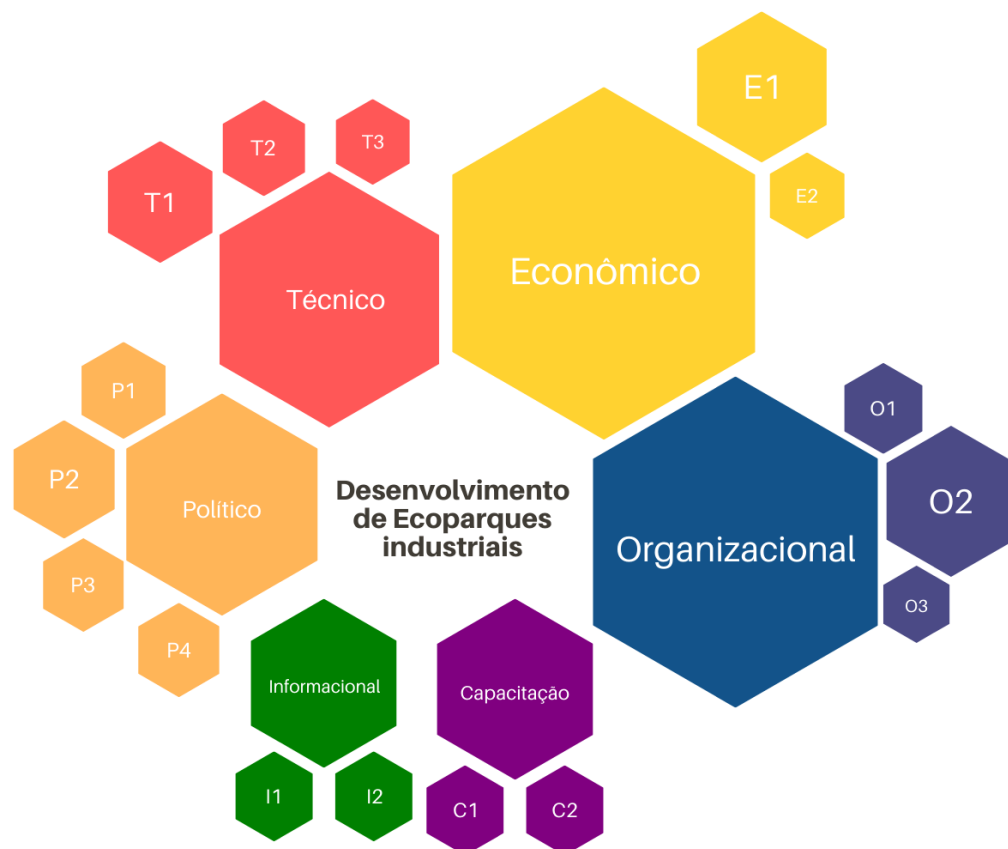 E1
T2
T3
E2
T1
Econômico
Técnico
P1
O1
P2
Político
Desenvolvimento
de Ecoparques
industriais
O2
Organizacional
P3
O3
P4
Informacional
Capacitação
I1
I2
C1
C2